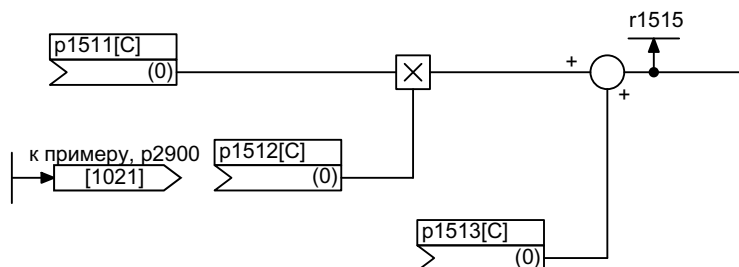 r1515
p1511[C]
(0)
+
+
к примеру, p2900
[1021]
p1512[C]
(0)
p1513[C]
(0)